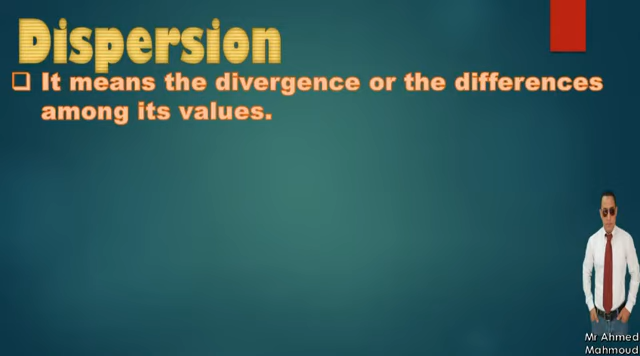 Dispersion
❑ It means the divergence or the differences
among its values.
Mr Ahmed
Mahmoud